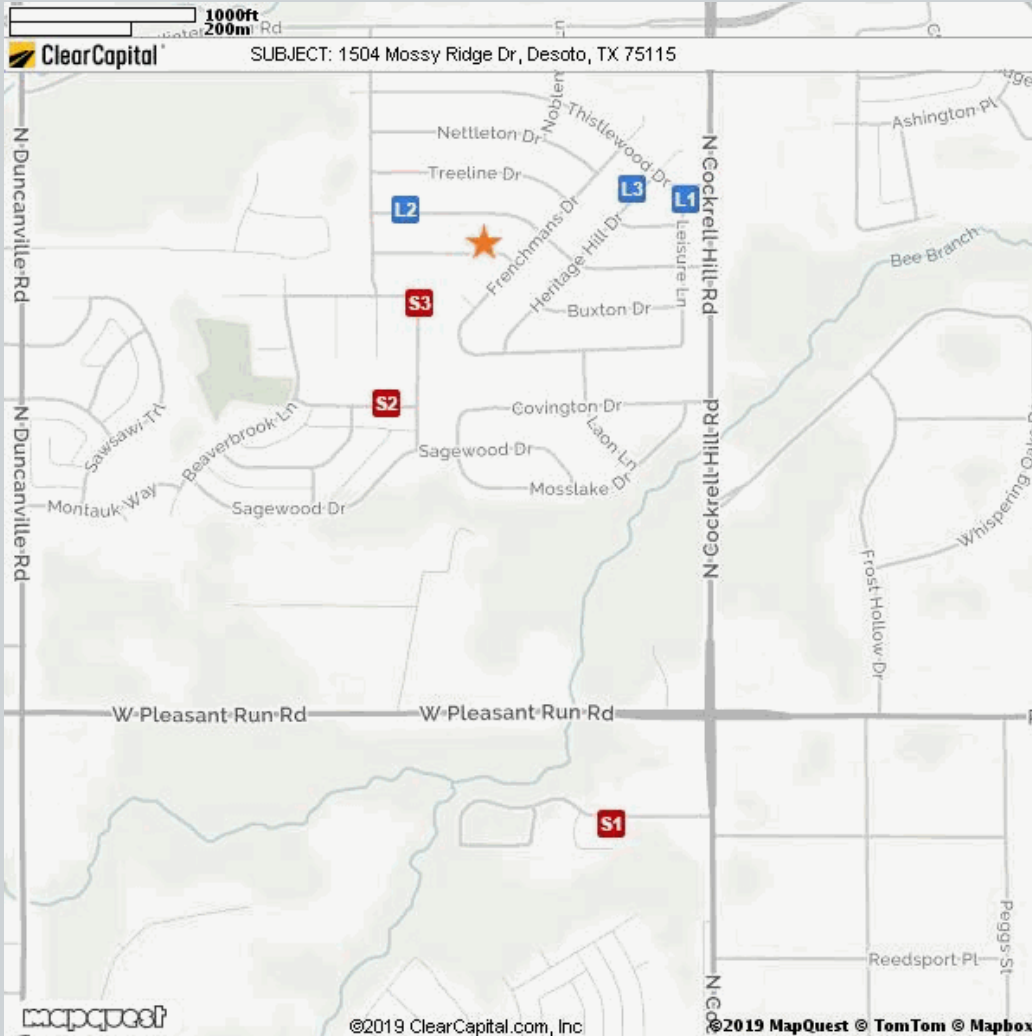 1000ft
200m
Rd
ClearCapital
SUBJECT: 1504 Mossy Ridge Dr, Desoto, TX 75115
N Duncanville Rd
Nettleton Dr
Thistlewood Dr
Treeline Dr
N Cockrell Hill Rd
Ashington Pl
L2
L3
L1
Frenchmans Dr
Heritage Hill Dr
Leisure Ln
Bee Branch
S3
Buxton Dr
S2
Covington Dr
N Duncanville Rd
Sawsawi Trl
Beaverbrook Ln
Laon Ln
N Cockrell Hill Rd
Sagewood Dr
Mosslake Dr
Montauk Way
Sagewood Dr
Frost Hollow Dr
W Pleasant Run Rd
W Pleasant Run Rd
S1
Peggs St
Reedsport Pl
mapquest
©2019 ClearCapital.com, Inc
©2019 MapQuest © TomTom © Mapbox